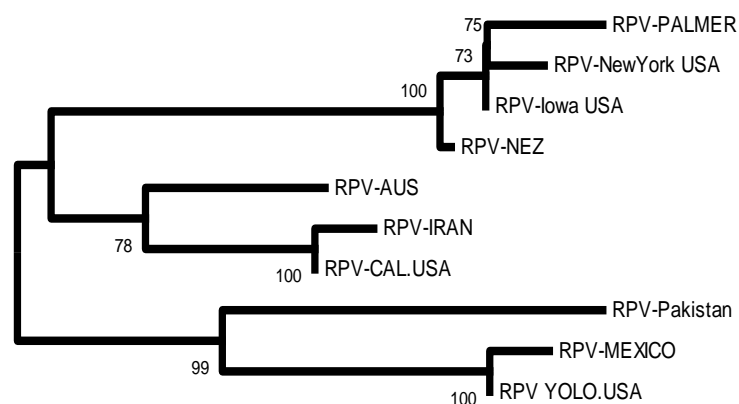 75
RPV-PALMER
73
RPV-NewYork USA
100
RPV-Iowa USA
RPV-NEZ
RPV-AUS
RPV-IRAN
78
100
RPV-CAL.USA
RPV-Pakistan
RPV-MEXICO
99
100
RPV YOLO.USA